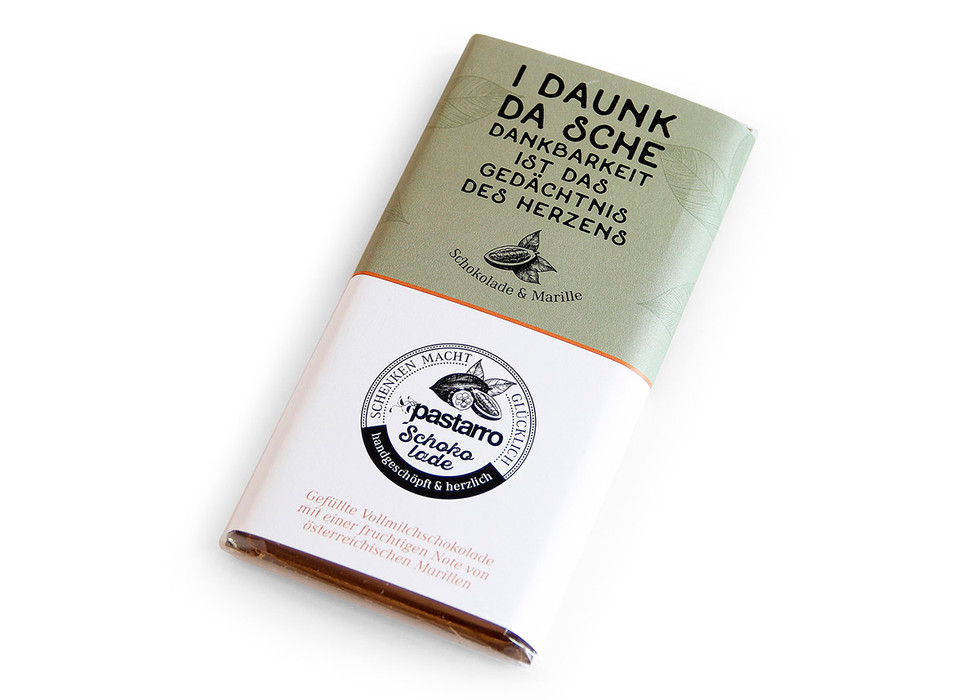 I DAUNK
DA SCHE
DANKBARKEIT
IST DAS
GEDÄCHTNIS
DES HERZENS
Schokolade & Marille
SCHENKEN MACHT GLÜCKLICH
pastarro
Schoko
lade
handgeschöpft & herzlich
Gefüllte Vollmilchschokolade
mit einer fruchtigen Note von
österreichischen Marillen